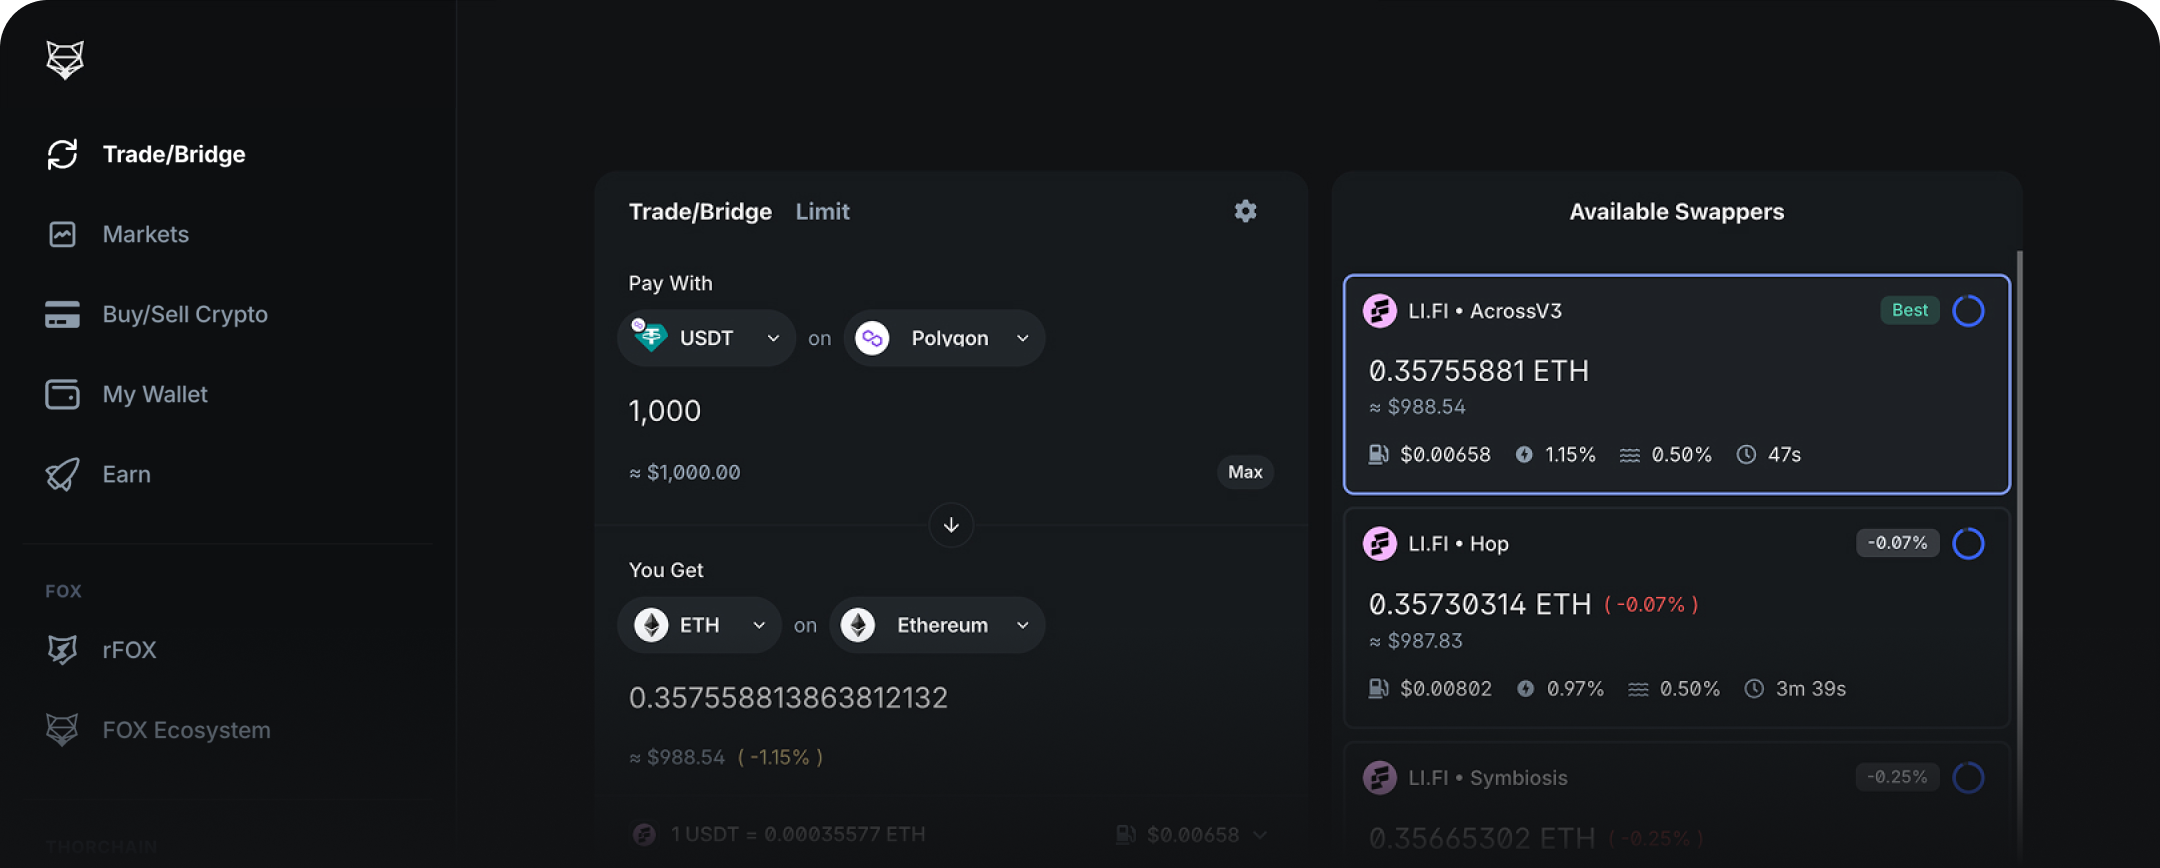 Trade/Bridge
Markets
Buy/Sell Crypto
My Wallet
Earn
FOX
rFOX
FOX Ecosystem
THORCHAIN
Trade/Bridge Limit
Pay With
USDT on Polygon
1,000
≈ $1,000.00 Max
You Get
ETH on Ethereum
0.357558813863812132
≈ $988.54 ( -1.15% )
1 USDT = 0.00035577 ETH $0.00658
Available Swappers
LI.FI • AcrossV3 Best
0.35755881 ETH
≈ $988.54
$0.00658 1.15% 0.50% 47s
LI.FI • Hop -0.07%
0.35730314 ETH ( -0.07% )
≈ $987.83
$0.00802 0.97% 0.50% 3m 39s
LI.FI • Symbiosis -0.25%
0.35665302 ETH ( -0.25% )